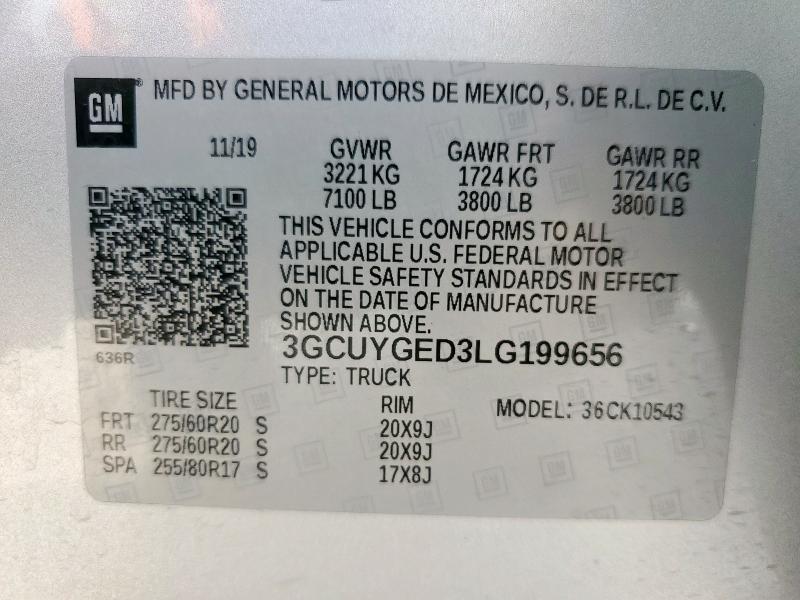 GM® MFD BY GENERAL MOTORS DE MEXICO, S. DE R.L. DE C.V.
11/19 GVWR GAWR FRT GAWR RR
3221 KG 1724 KG 1724 KG
7100 LB 3800 LB 3800 LB
THIS VEHICLE CONFORMS TO ALL
APPLICABLE U.S. FEDERAL MOTOR
VEHICLE SAFETY STANDARDS IN EFFECT
ON THE DATE OF MANUFACTURE
SHOWN ABOVE.
636R 3GCUYGED3LG199656
TYPE: TRUCK
TIRE SIZE RIM MODEL: 36CK10543
FRT 275/60R20 S 20X9J
RR 275/60R20 S 20X9J
SPA 255/80R17 S 17X8J